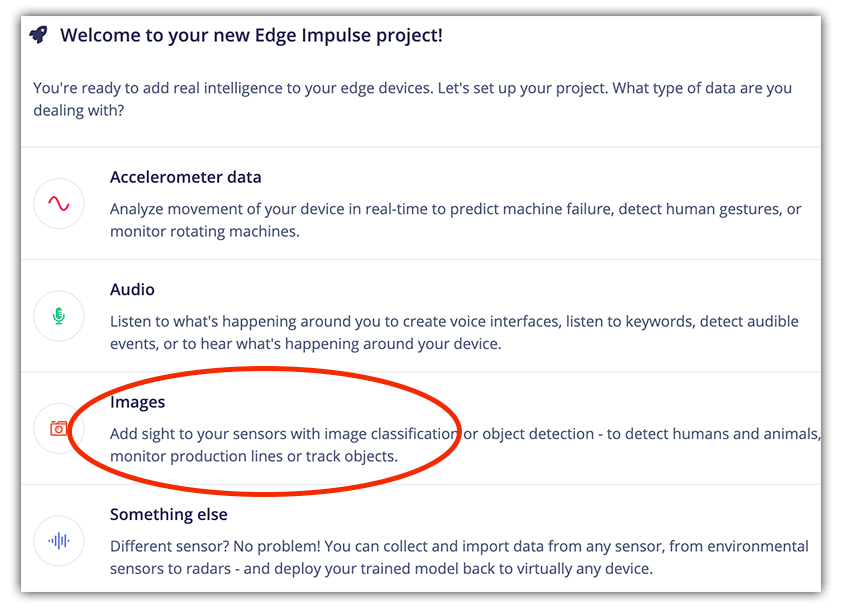 Welcome to your new Edge Impulse project!
You're ready to add real intelligence to your edge devices. Let's set up your project. What type of data are you
dealing with?
Accelerometer data
Analyze movement of your device in real-time to predict machine failure, detect human gestures, or
monitor rotating machines.
Audio
Listen to what's happening around you to create voice interfaces, listen to keywords, detect audible
events, or to hear what's happening around your device.
Images
Add sight to your sensors with image classification or object detection - to detect humans and animals,
monitor production lines or track objects.
Something else
Different sensor? No problem! You can collect and import data from any sensor, from environmental
sensors to radars - and deploy your trained model back to virtually any device.